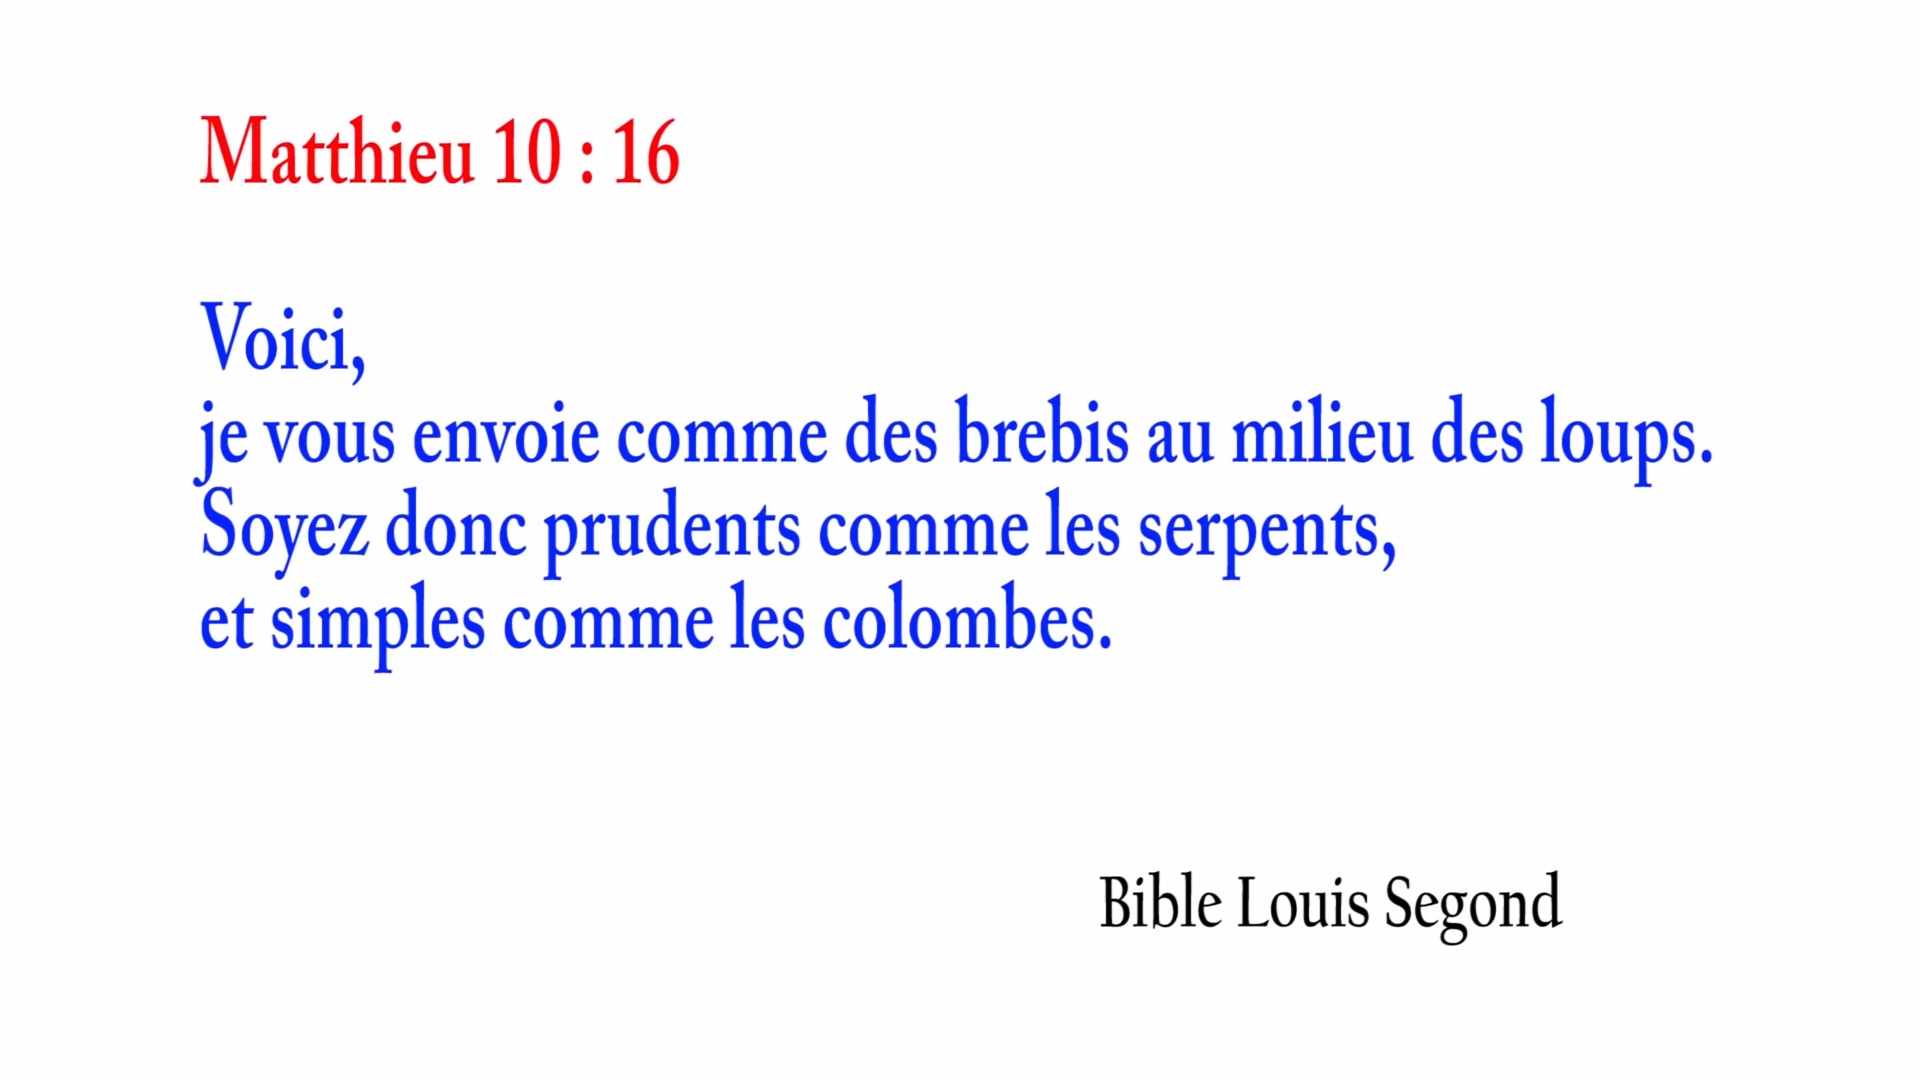 Matthieu 10 : 16
Voici,
je vous envoie comme des brebis au milieu des loups.
Soyez donc prudents comme les serpents,
et simples comme les colombes.
Bible Louis Segond